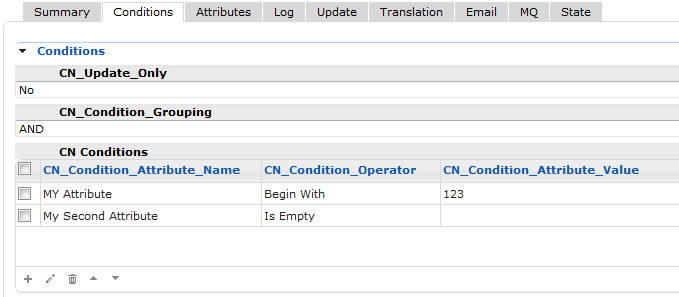 Summary Conditions Attributes Log Update Translation Email MQ State
Conditions
CN_Update_Only
No
CN_Condition_Grouping
AND
CN Conditions
CN_Condition_Attribute_Name CN_Condition_Operator CN_Condition_Attribute_Value
MY Attribute Begin With 123
My Second Attribute Is Empty